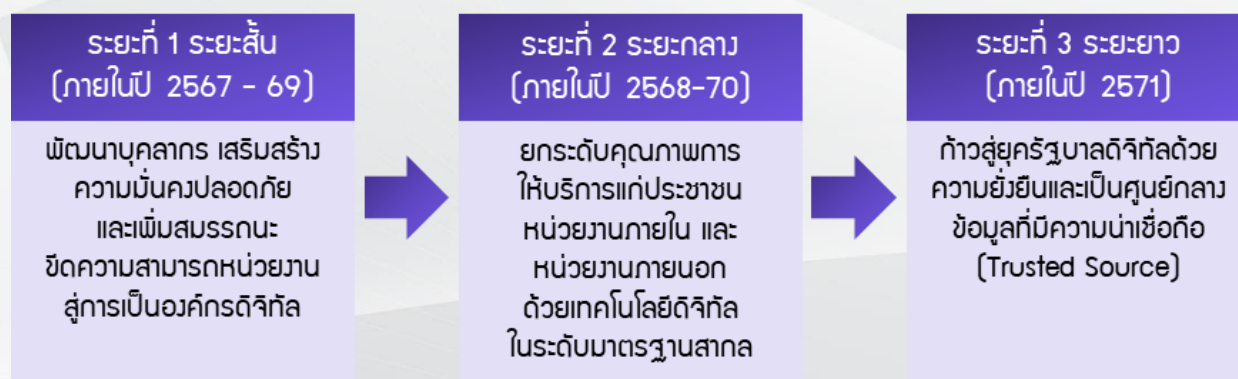 ระยะที่ 1 ระยะสั้น
(ภายในปี 2567 - 69)
พัฒนาบุคลากร เสริมสร้าง
ความมั่นคงปลอดภัย
และเพิ่มสมรรถนะ
ขีดความสามารถหน่วยงาน
สู่การเป็นองค์กรดิจิทัล
ระยะที่ 2 ระยะกลาง
(ภายในปี 2568-70)
ยกระดับคุณภาพการ
ให้บริการแก่ประชาชน
หน่วยงานภายใน และ
หน่วยงานภายนอก
ด้วยเทคโนโลยีดิจิทัล
ในระดับมาตรฐานสากล
ระยะที่ 3 ระยะยาว
(ภายในปี 2571)
ก้าวสู่ยุครัฐบาลดิจิทัลด้วย
ความยั่งยืนและเป็นศูนย์กลาง
ข้อมูลที่มีความน่าเชื่อถือ
(Trusted Source)